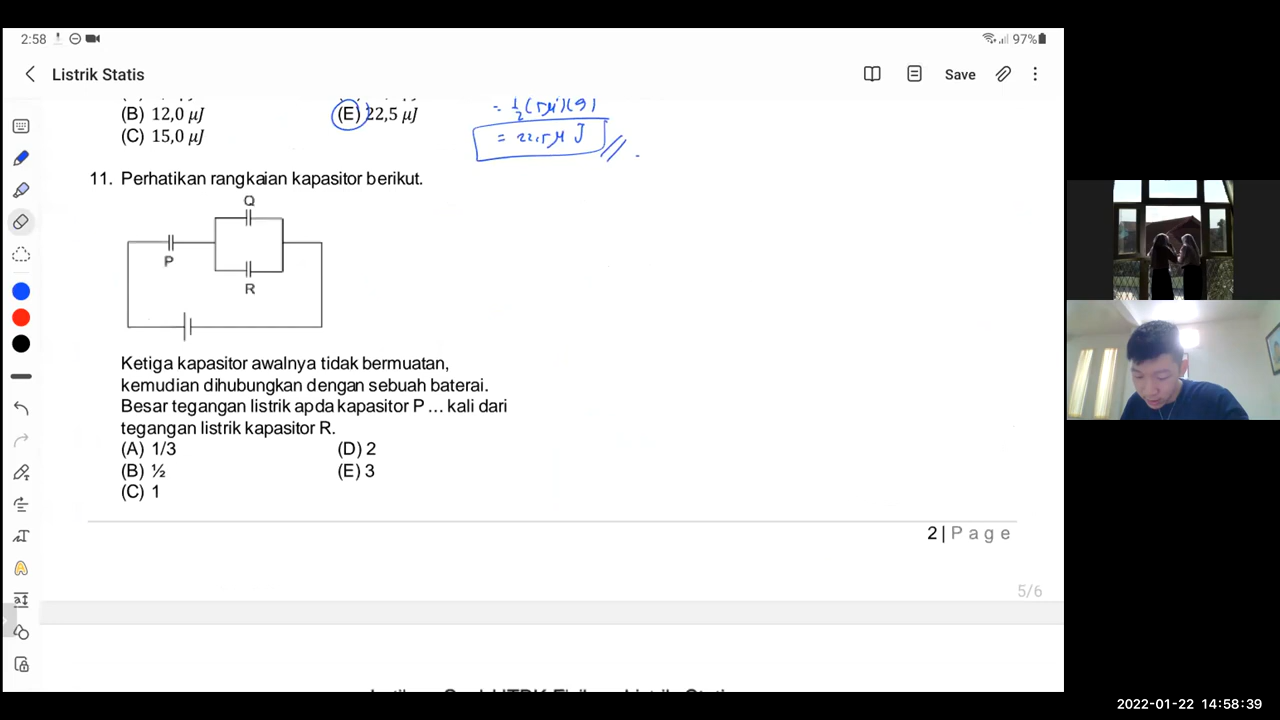 2:58
97%
Listrik Statis
Save
(B) 12,0 μJ
(E) 22,5 μJ
(C) 15,0 μJ
= 22,5 μ J
11. Perhatikan rangkaian kapasitor berikut.
Q
P
R
Ketiga kapasitor awalnya tidak bermuatan,
kemudian dihubungkan dengan sebuah baterai.
Besar tegangan listrik apda kapasitor P ... kali dari
tegangan listrik kapasitor R.
(A) 1/3
(D) 2
(B) ½
(E) 3
(C) 1
2 | P a g e
5/6
2022-01-22 14:58:39